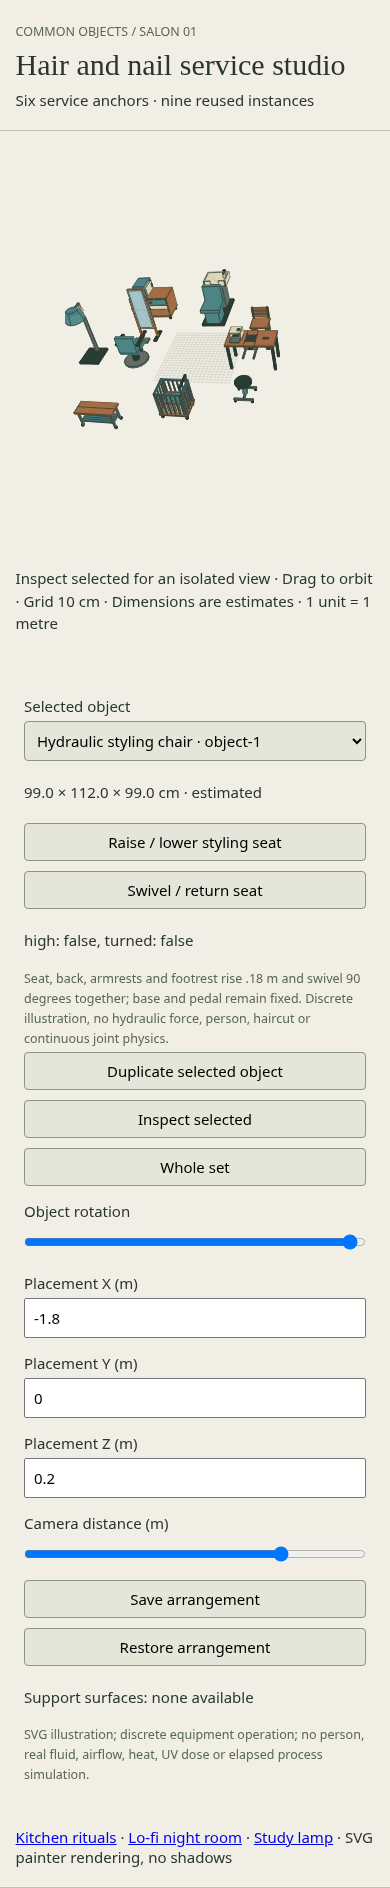 COMMON OBJECTS / SALON 01
Hair and nail service studio
Six service anchors · nine reused instances
Inspect selected for an isolated view · Drag to orbit
· Grid 10 cm · Dimensions are estimates · 1 unit = 1
metre
Selected object
Hydraulic styling chair · object-1
99.0 × 112.0 × 99.0 cm · estimated
Raise / lower styling seat
Swivel / return seat
high: false, turned: false
Seat, back, armrests and footrest rise .18 m and swivel 90
degrees together; base and pedal remain fixed. Discrete
illustration, no hydraulic force, person, haircut or
continuous joint physics.
Duplicate selected object
Inspect selected
Whole set
Object rotation
Placement X (m)
-1.8
Placement Y (m)
0
Placement Z (m)
0.2
Camera distance (m)
Save arrangement
Restore arrangement
Support surfaces: none available
SVG illustration; discrete equipment operation; no person,
real fluid, airflow, heat, UV dose or elapsed process
simulation.
Kitchen rituals · Lo-fi night room · Study lamp · SVG
painter rendering, no shadows